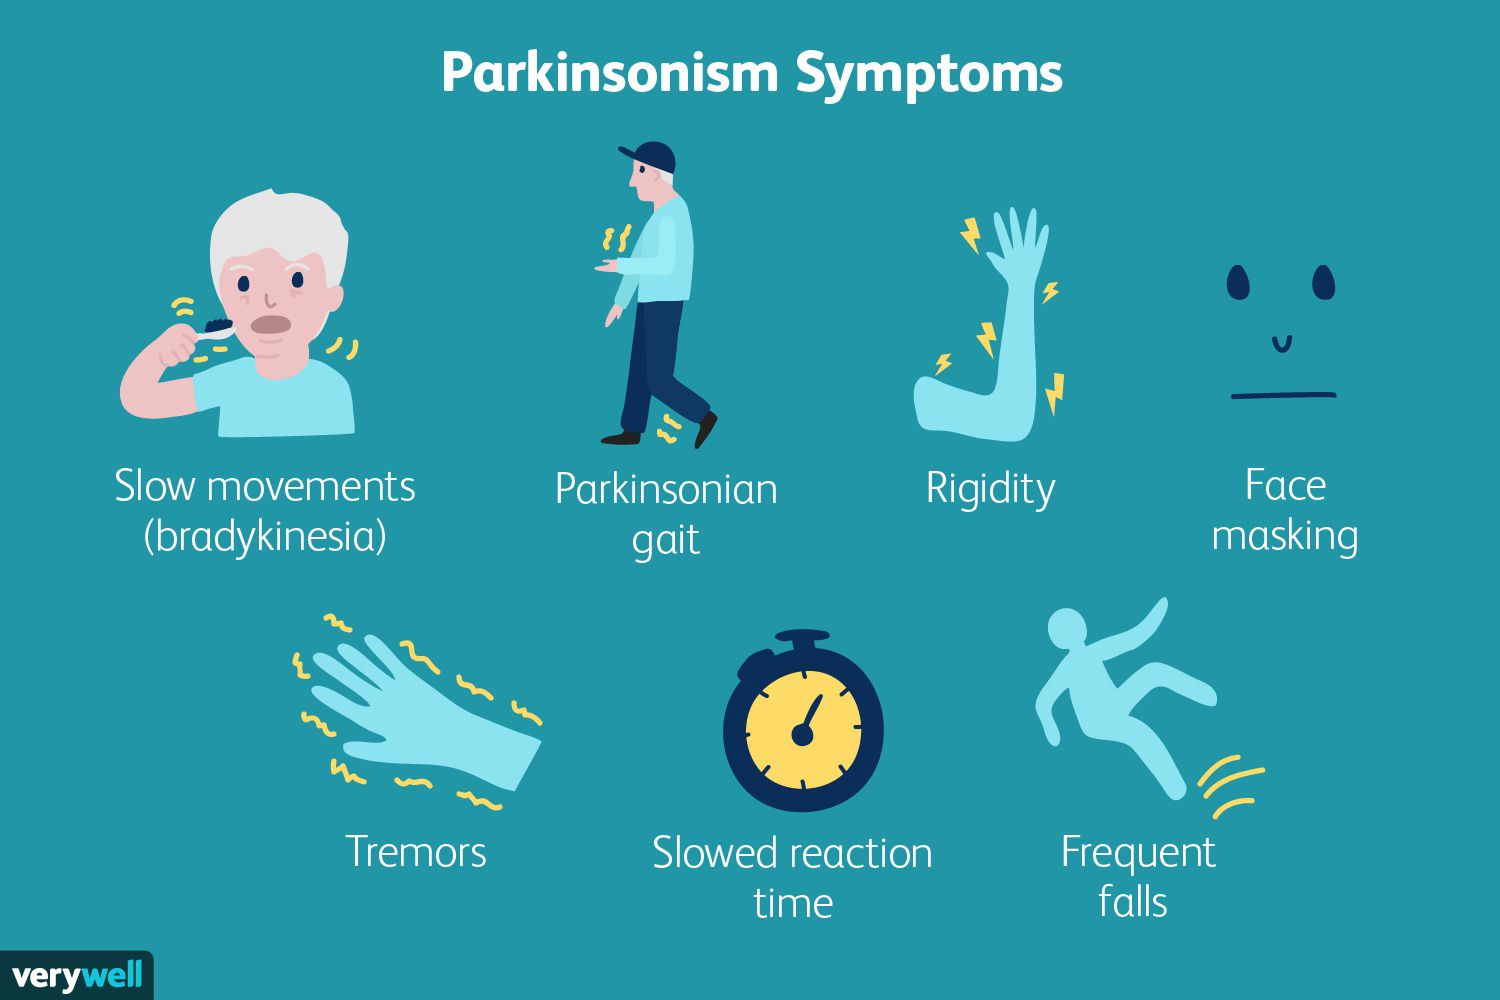 Parkinsonism Symptoms
Slow movements
(bradykinesia)
Parkinsonian
gait
Rigidity
Face
masking
Tremors
Slowed reaction
time
Frequent
falls
verywell